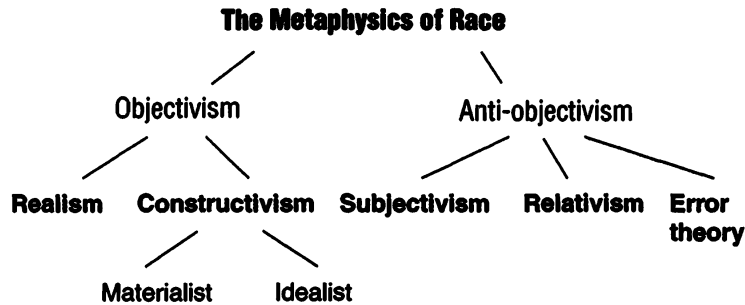 The Metaphysics of Race
Objectivism
Anti-objectivism
Realism
Constructivism
Subjectivism
Relativism
Error
theory
Materialist
Idealist